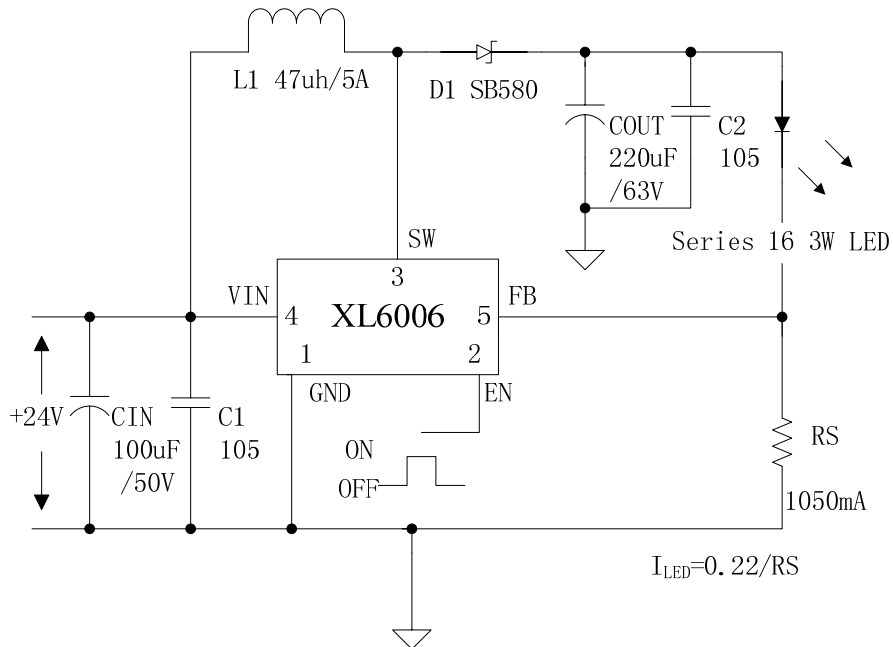 L1 47uh/5A
D1 SB580
COUT
220uF
/63V
C2
105
SW
Series 16 3W LED
3
VIN
FB
4
XL6006
5
1
2
GND
EN
+24V
CIN
100uF
/50V
C1
105
ON
OFF
RS
1050mA
I_LED=0.22/RS